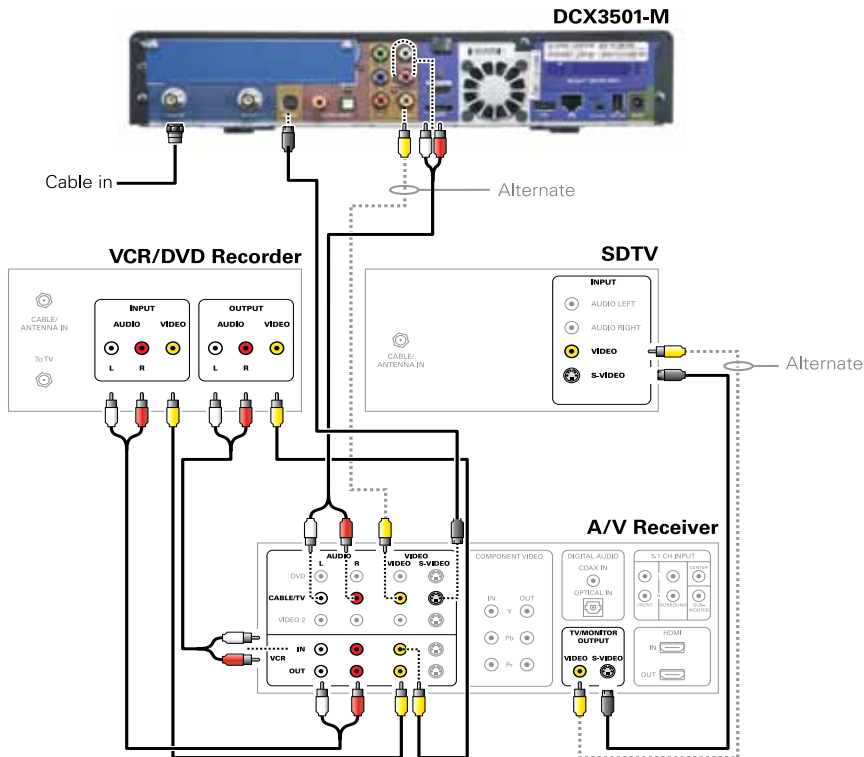 DCX3501-M
Cable in
Alternate
VCR/DVD Recorder
CABLE/
ANTENNA IN
To TV
INPUT
AUDIO VIDEO
L R
OUTPUT
AUDIO VIDEO
L R
SDTV
CABLE/
ANTENNA IN
INPUT
AUDIO LEFT
AUDIO RIGHT
VIDEO
S-VIDEO
Alternate
A/V Receiver
AUDIO
L R
VIDEO
VIDEO S-VIDEO
DVD
CABLE/TV
VIDEO 2
VCR
IN
OUT
COMPONENT VIDEO
IN OUT
Y
Pb
Pr
DIGITAL AUDIO
COAX IN
OPTICAL IN
TV/MONITOR
OUTPUT
VIDEO S-VIDEO
5.1 CH INPUT
CENTER
FRONT SURROUND SUB-
WOOFER
HDMI
IN
OUT